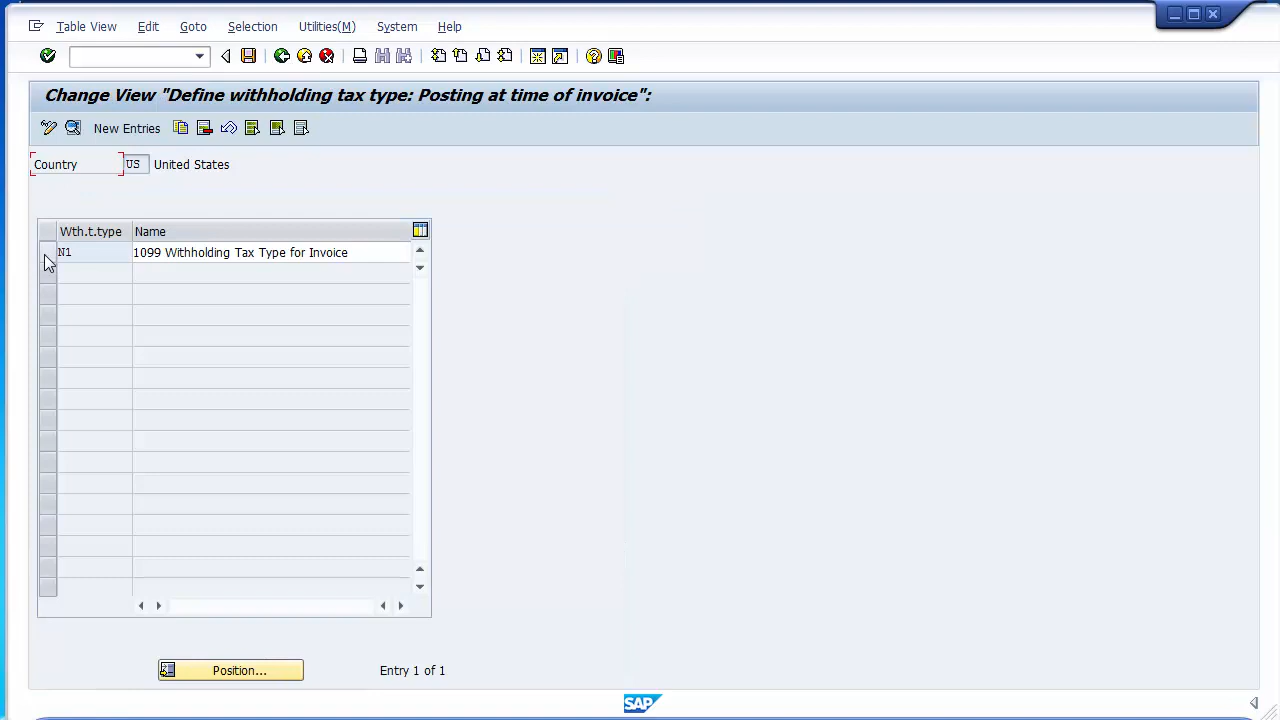 Table View Edit Goto Selection Utilities(M) System Help
Change View "Define withholding tax type: Posting at time of invoice":
New Entries
Country US United States
Wth.t.type Name
N1 1099 Withholding Tax Type for Invoice
Position... Entry 1 of 1
SAP